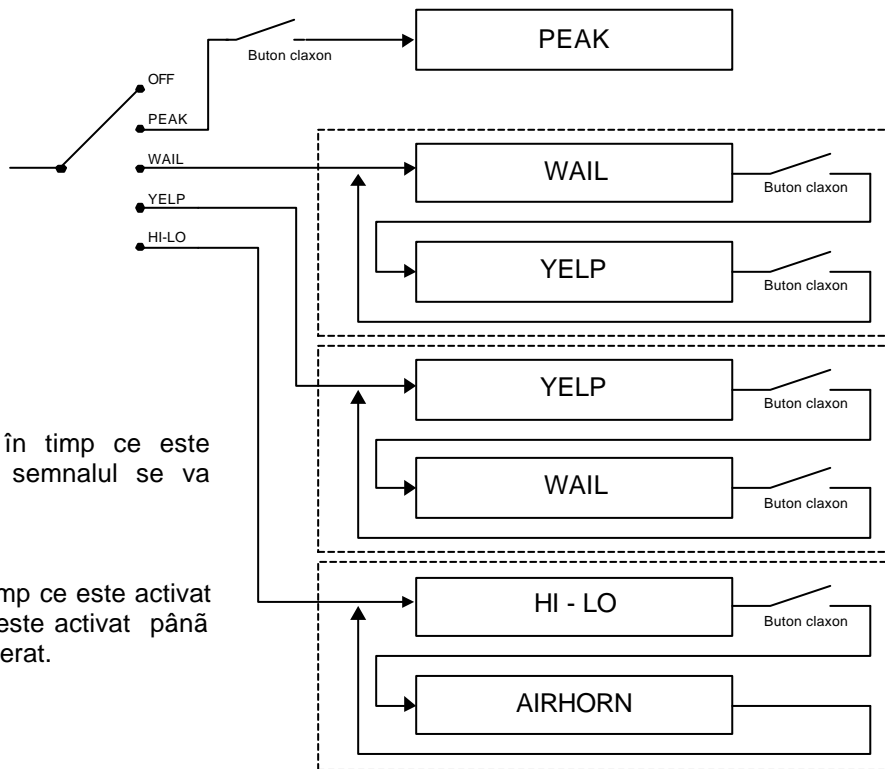 PEAK
Buton claxon
OFF
PEAK
WAIL
YELP
HI-LO
WAIL
Buton claxon
YELP
Buton claxon
YELP
Buton claxon
WAIL
Buton claxon
HI - LO
Buton claxon
AIRHORN
în timp ce este
semnalul se va
mp ce este activat
este activat pânã
erat.